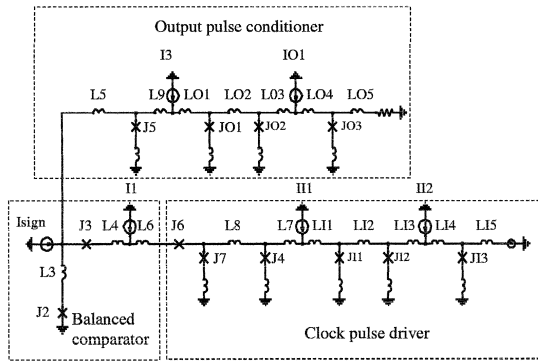 Output pulse conditioner
I3 IO1
L5 L9 LO1 LO2 L03 LO4 LO5
J5 JO1 JO2 JO3
I1 II1 II2
Isign J3 L4 L6 J6 L8 L7 LI1 LI2 LI3 LI4 LI5
L3 J7 J4 JI1 JI2 JI3
J2
Balanced
comparator
Clock pulse driver